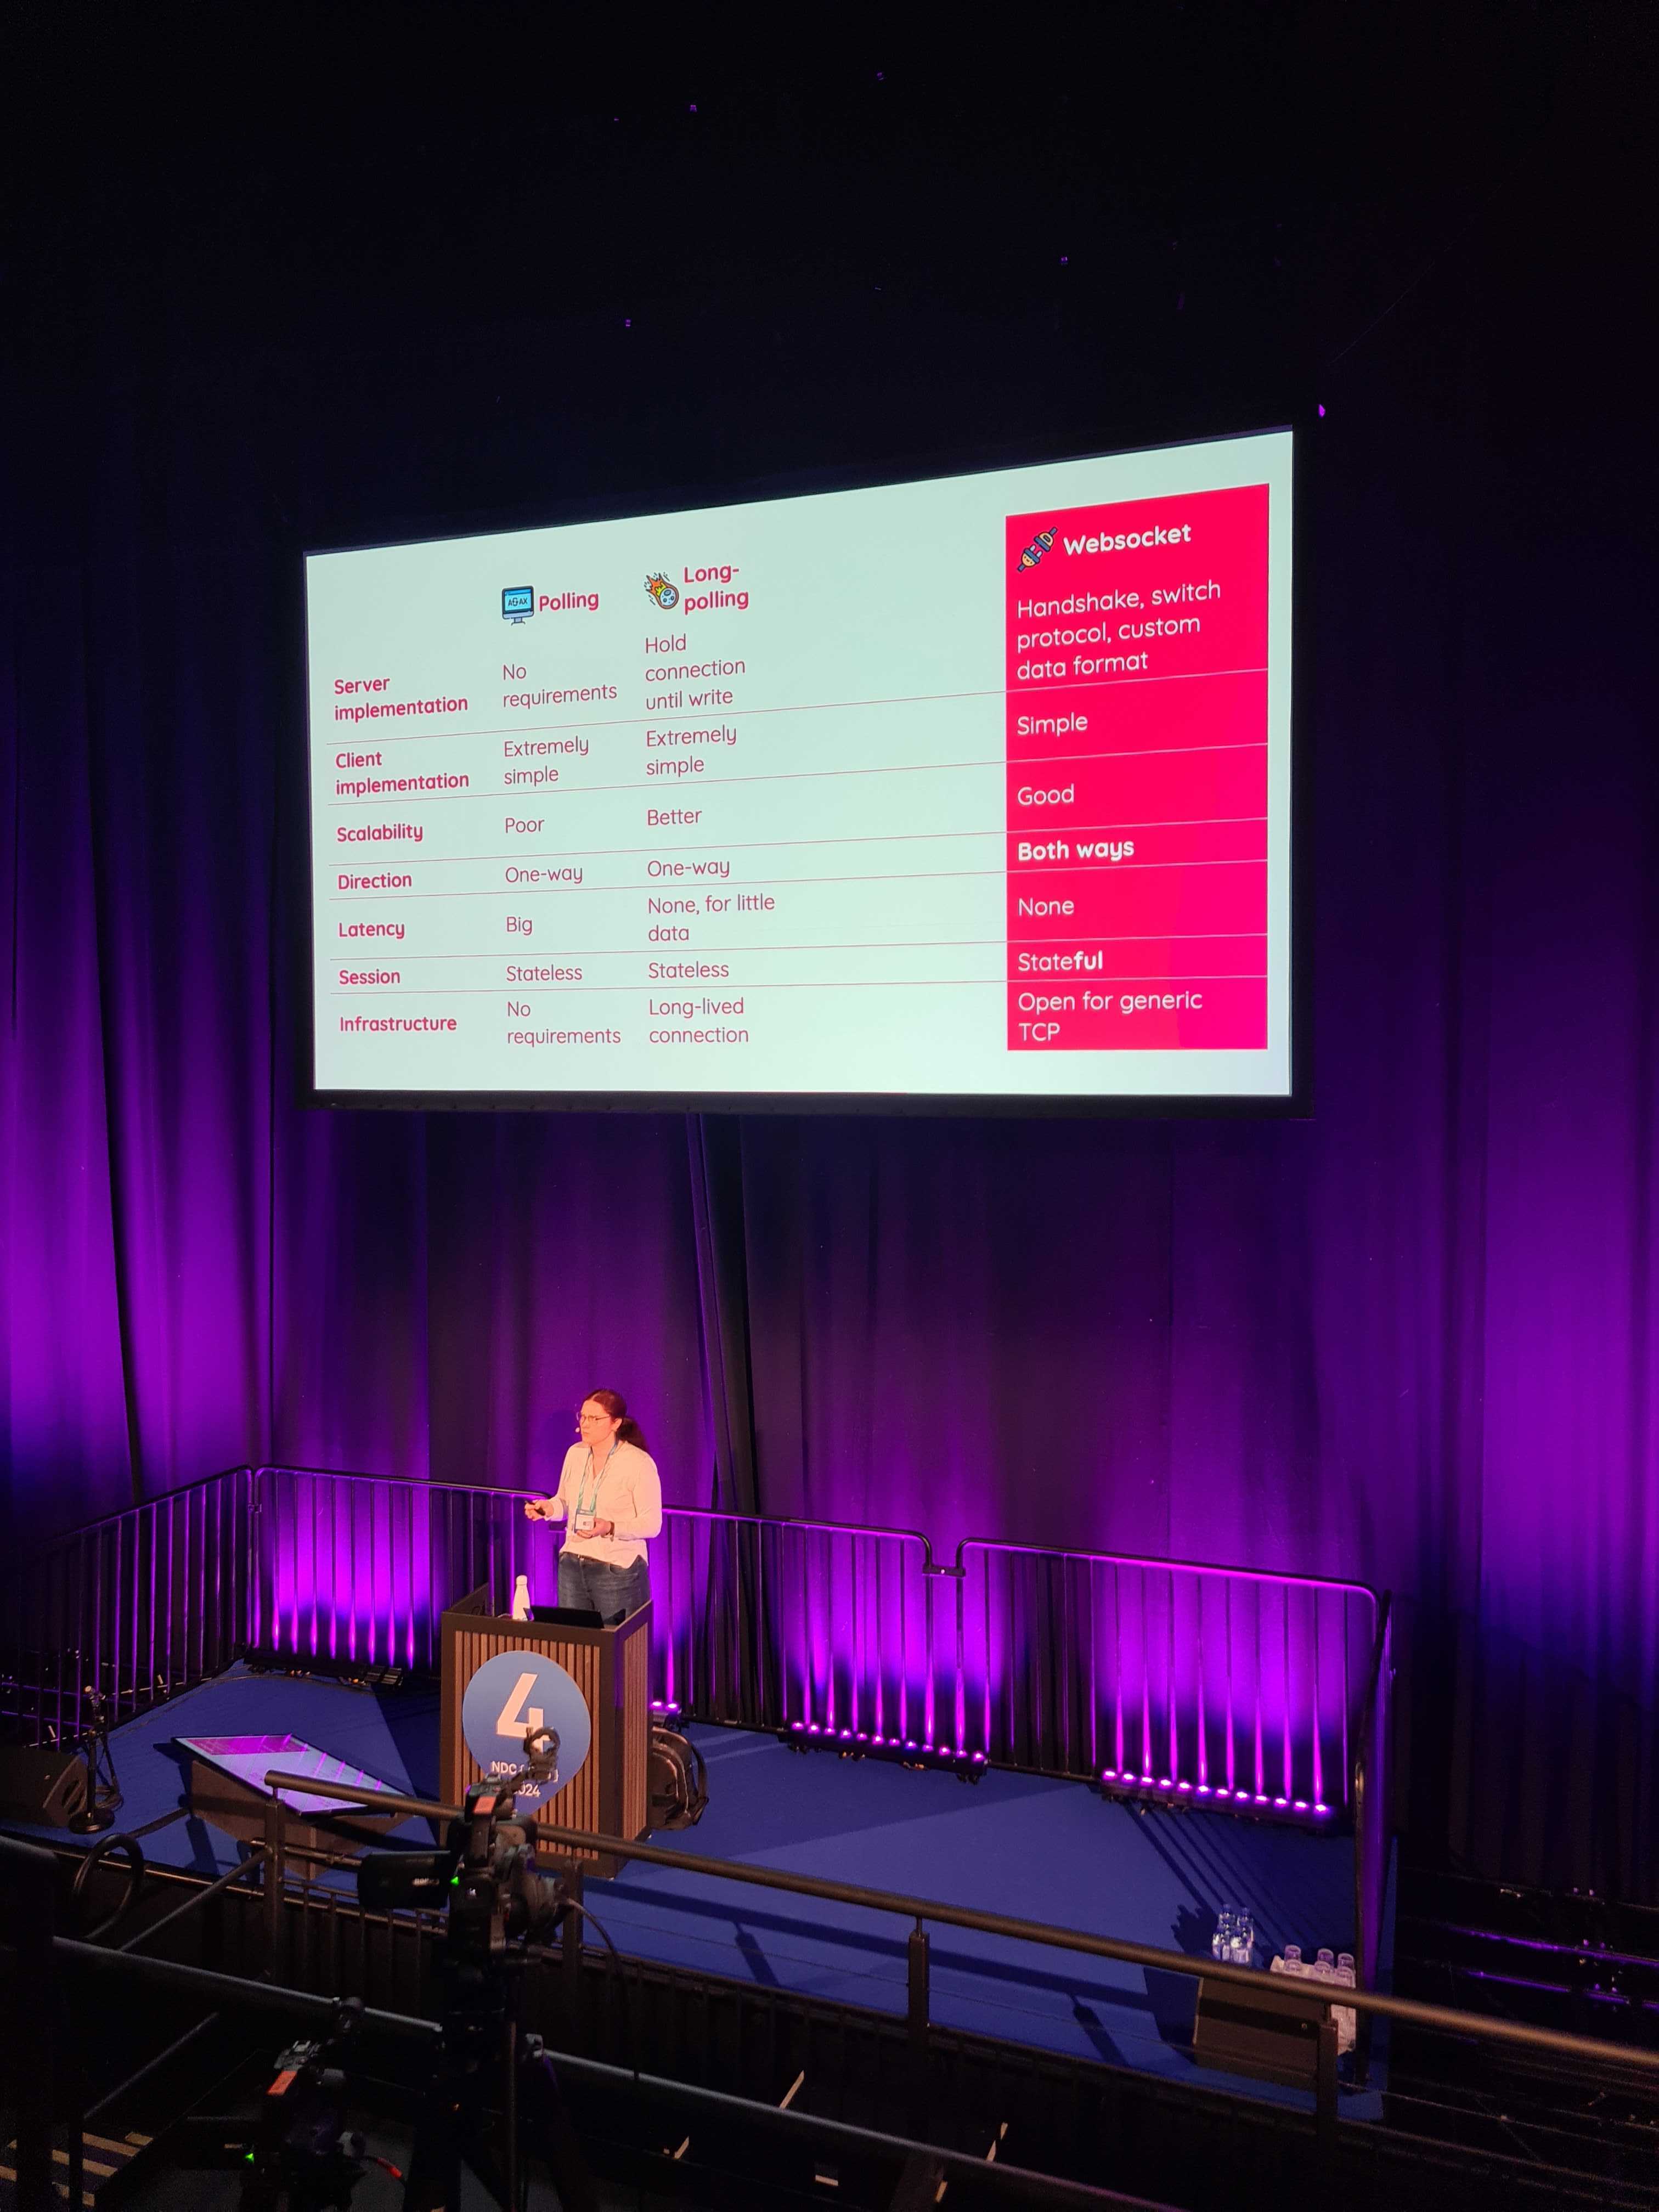 Polling
Long-
polling
Websocket
Server
implementation
No
requirements
Hold
connection
until write
Handshake, switch
protocol, custom
data format
Client
implementation
Extremely
simple
Extremely
simple
Simple
Scalability
Poor
Better
Good
Direction
One-way
One-way
Both ways
Latency
Big
None, for little
data
None
Session
Stateless
Stateless
Stateful
Infrastructure
No
requirements
Long-lived
connection
Open for generic
TCP
4
NDC